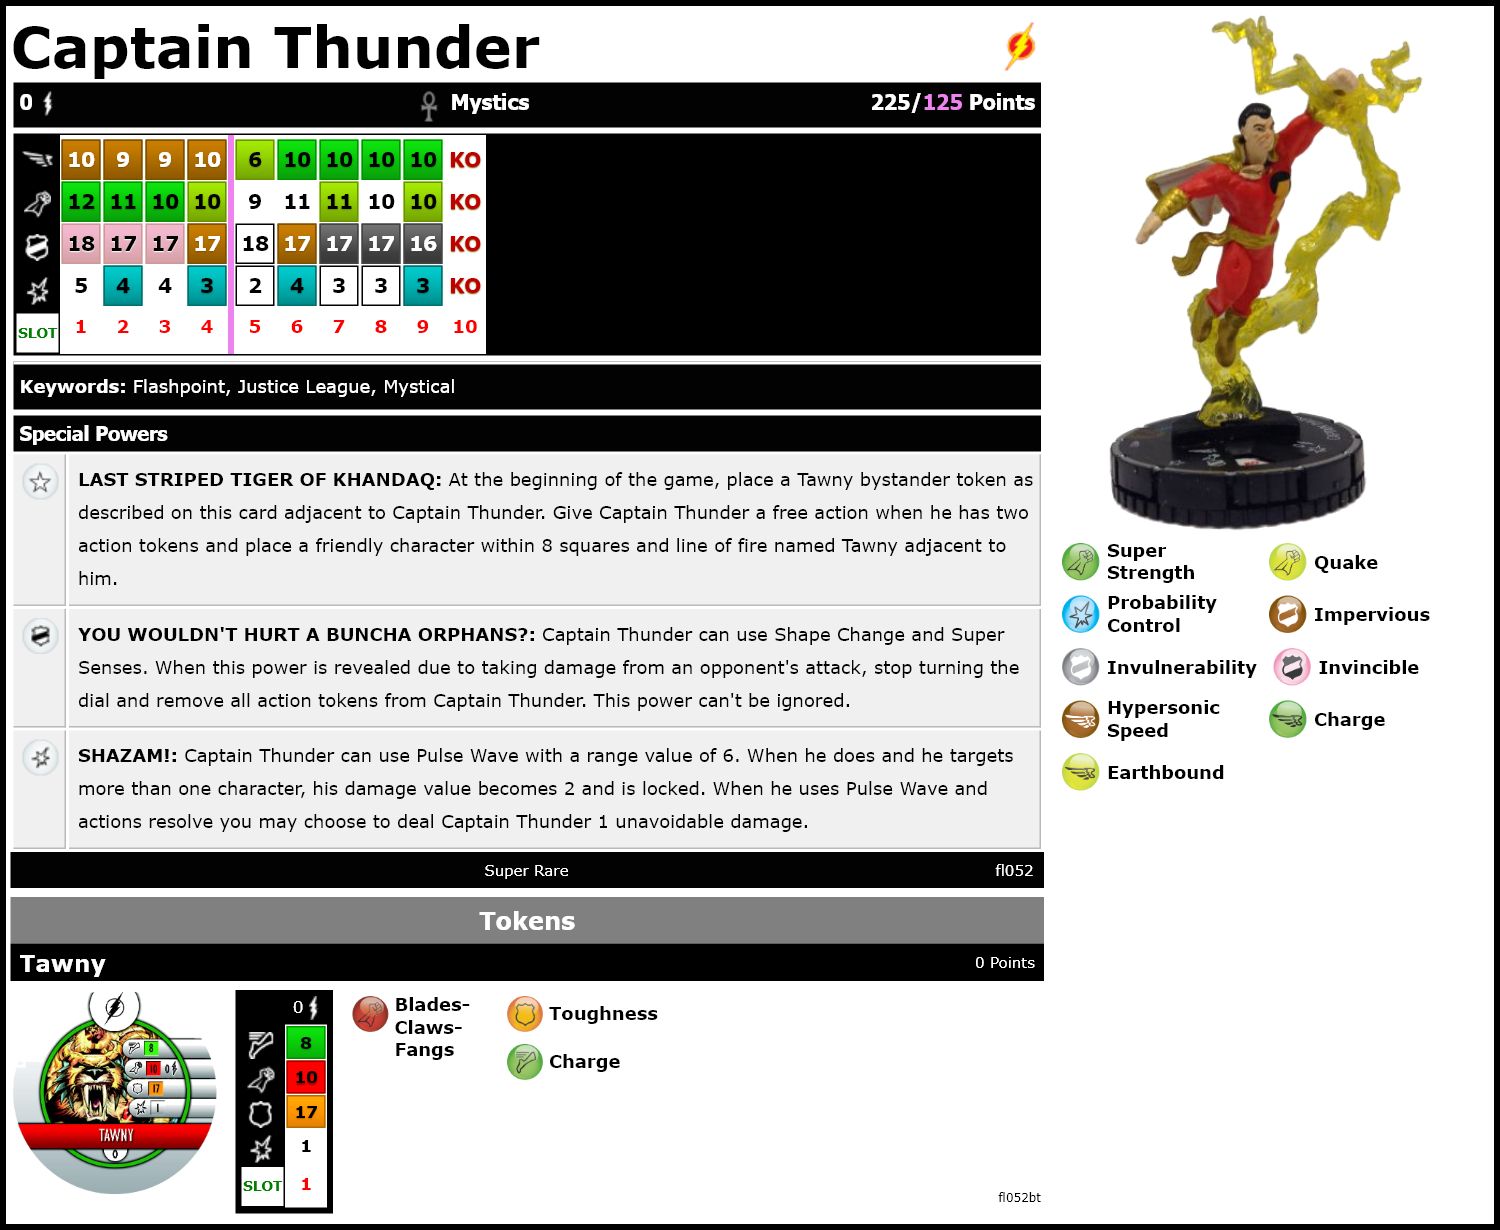 Captain Thunder
0 Mystics 225/125 Points
10 9 9 10 6 10 10 10 10 KO
12 11 10 10 9 11 11 10 10 KO
18 17 17 17 18 17 17 17 16 KO
5 4 4 3 2 4 3 3 3 KO
SLOT 1 2 3 4 5 6 7 8 9 10
Keywords: Flashpoint, Justice League, Mystical
Special Powers
LAST STRIPED TIGER OF KHANDAQ: At the beginning of the game, place a Tawny bystander token as
described on this card adjacent to Captain Thunder. Give Captain Thunder a free action when he has two
action tokens and place a friendly character within 8 squares and line of fire named Tawny adjacent to
him.
YOU WOULDN'T HURT A BUNCHA ORPHANS?: Captain Thunder can use Shape Change and Super
Senses. When this power is revealed due to taking damage from an opponent's attack, stop turning the
dial and remove all action tokens from Captain Thunder. This power can't be ignored.
SHAZAM!: Captain Thunder can use Pulse Wave with a range value of 6. When he does and he targets
more than one character, his damage value becomes 2 and is locked. When he uses Pulse Wave and
actions resolve you may choose to deal Captain Thunder 1 unavoidable damage.
Super Rare fl052
Super
Strength
Quake
Probability
Control
Impervious
Invulnerability
Invincible
Hypersonic
Speed
Charge
Earthbound
Tokens
Tawny 0 Points
8
10 0
17
1
TAWNY
0
0
8
10
17
1
SLOT 1
Blades-
Claws-
Fangs
Toughness
Charge
fl052bt